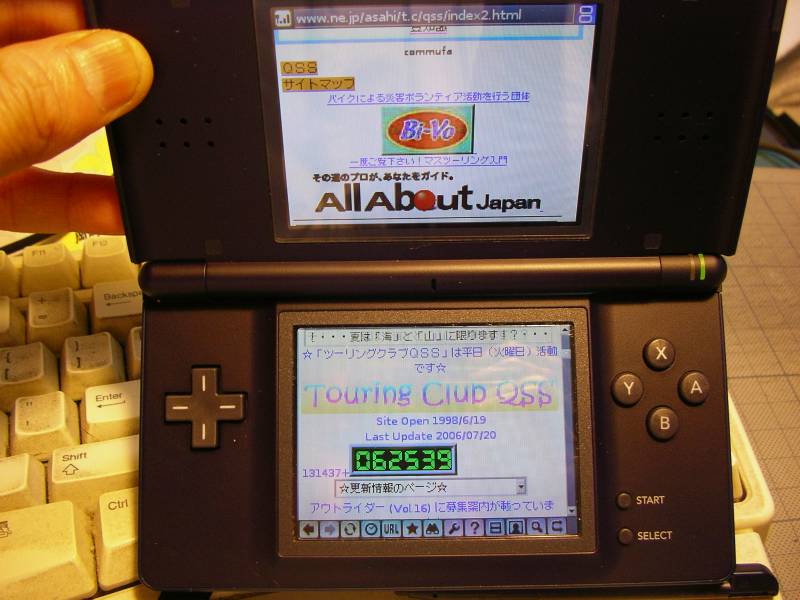 www.ne.jp/asahi/t.c/qss/index2.html
commufa
QSS
サイトマップ
バイクによる災害ボランティア活動を行う団体
Bi-Vo
一度ご覧下さい！マスツーリング入門
その道のプロが、あなたをガイド。
All About Japan
！・・・・夏は「海」と「山」に限ります！？・・・・
☆「ツーリングクラブQSS」は平日（火曜日）活動
です☆
Touring Club QSS
Site Open 1998/6/19
Last Update 2006/07/20
131437+ 062539
☆更新情報のページ☆
アウトライダー (Vol.16) に募集案内が載っていま
URL
?
X
Y
A
B
START
SELECT
F11
F12
Backsp
Enter
Shift
Ctrl